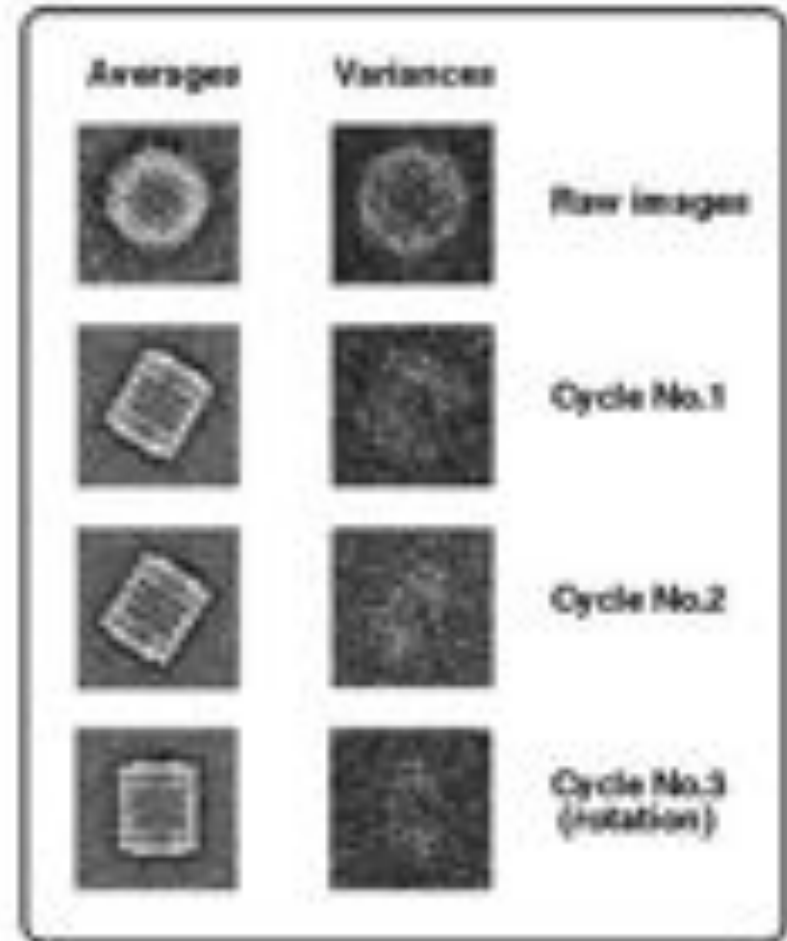 Averages Variances
Raw images
Cycle No.1
Cycle No.2
Cycle No.3
(rotation)